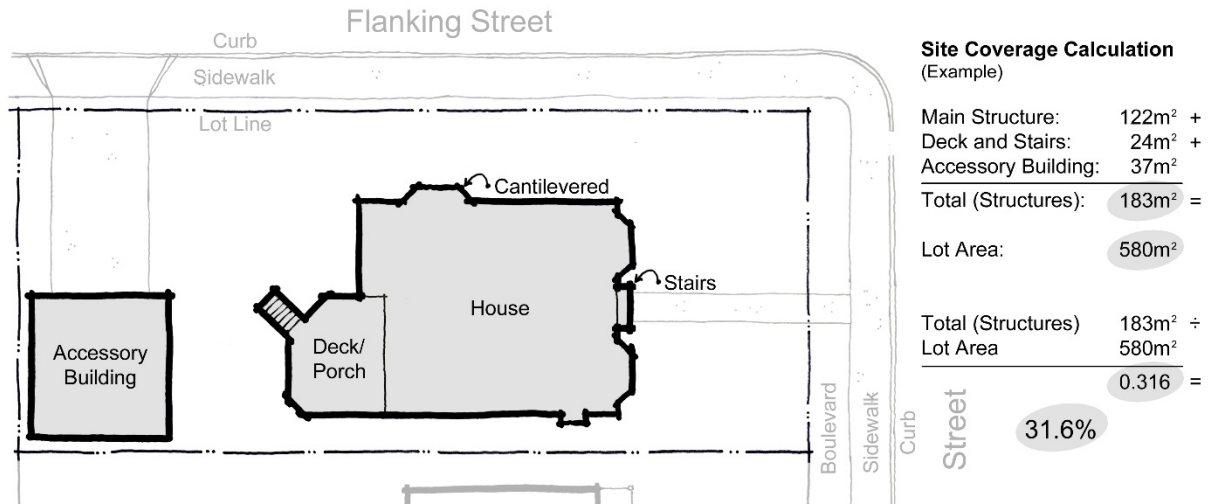 Flanking Street
Curb
Sidewalk
Lot Line
Cantilevered
Stairs
House
Deck/
Porch
Accessory
Building
Boulevard
Sidewalk
Curb
Street
Site Coverage Calculation
(Example)
Main Structure: 122m² +
Deck and Stairs: 24m² +
Accessory Building: 37m²
Total (Structures): 183m² =
Lot Area: 580m²
Total (Structures) 183m² ÷
Lot Area 580m²
0.316 =
31.6%